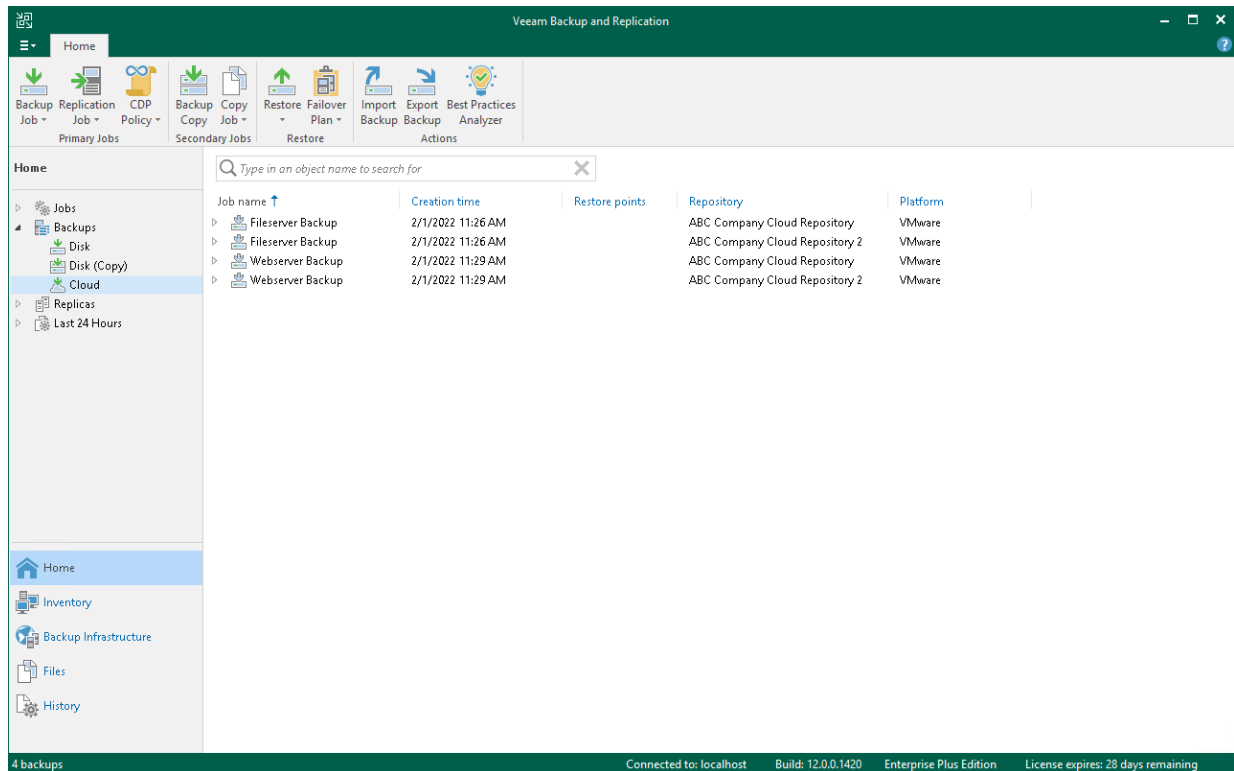 Veeam Backup and Replication
Home
Backup Job
Replication Job
CDP Policy
Primary Jobs
Backup Copy
Copy Job
Secondary Jobs
Restore
Failover Plan
Restore
Import Backup
Export Backup
Best Practices Analyzer
Actions
Home
Jobs
Backups
Disk
Disk (Copy)
Cloud
Replicas
Last 24 Hours
Type in an object name to search for
Job name Creation time Restore points Repository Platform
Fileserver Backup 2/1/2022 11:26 AM ABC Company Cloud Repository VMware
Fileserver Backup 2/1/2022 11:26 AM ABC Company Cloud Repository 2 VMware
Webserver Backup 2/1/2022 11:29 AM ABC Company Cloud Repository VMware
Webserver Backup 2/1/2022 11:29 AM ABC Company Cloud Repository 2 VMware
Home
Inventory
Backup Infrastructure
Files
History
4 backups Connected to: localhost Build: 12.0.0.1420 Enterprise Plus Edition License expires: 28 days remaining